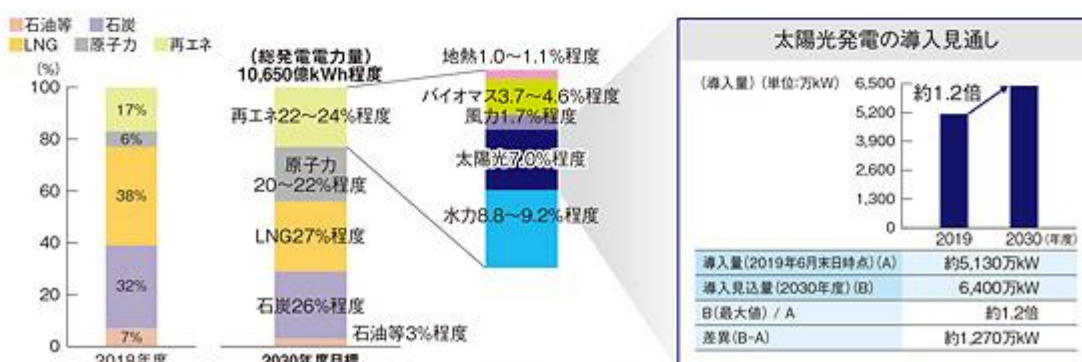 石油等 石炭
LNG 原子力 再エネ
(%)
100
80
60
40
20
0
17%
6%
38%
32%
7%
2018年度
(総発電電力量)
10,650億kWh程度
再エネ22～24%程度
原子力
20～22%程度
LNG27%程度
石炭26%程度
石油等3%程度
2030年度目標
地熱1.0～1.1%程度
バイオマス3.7～4.6%程度
風力1.7%程度
太陽光7.0%程度
水力8.8～9.2%程度
太陽光発電の導入見通し
(導入量)(単位:万kW)
6,500
5,200
3,900
2,600
1,300
0
約1.2倍
2019 2030(年度)
導入量(2019年6月末日時点)(A) 約5,130万kW
導入見込量(2030年度)(B) 6,400万kW
B(最大値) / A 約1.2倍
差異(B-A) 約1,270万kW